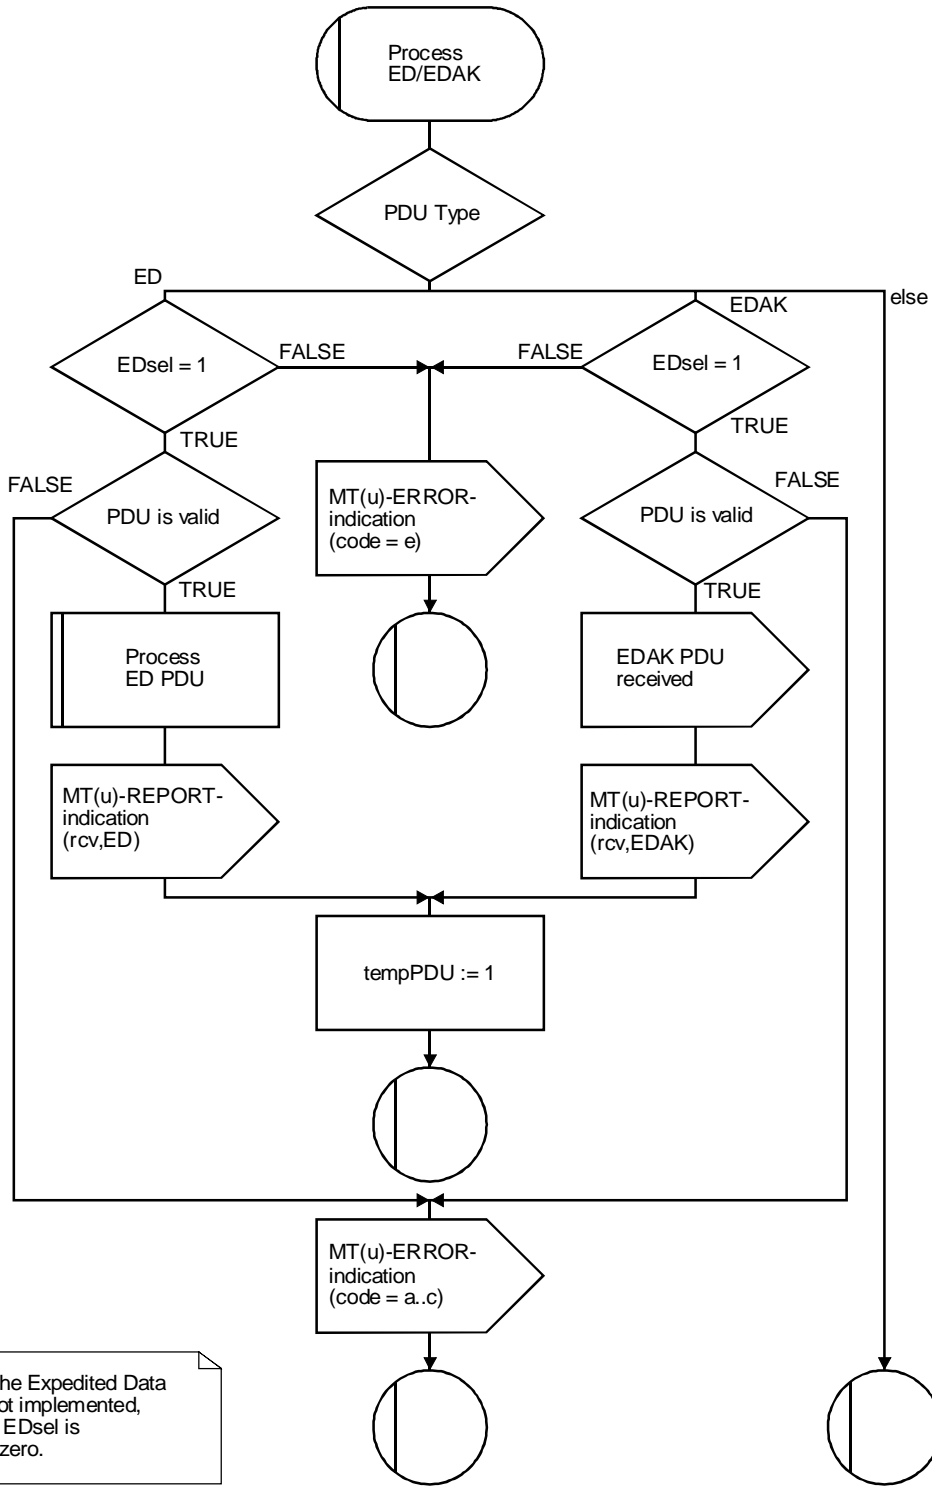 Process
ED/EDAK
PDU Type
ED
EDAK
else
EDsel = 1
FALSE
FALSE
EDsel = 1
TRUE
TRUE
FALSE
PDU is valid
MT(u)-ERROR-
indication
(code = e)
FALSE
PDU is valid
TRUE
TRUE
Process
ED PDU
EDAK PDU
received
MT(u)-REPORT-
indication
(rcv,ED)
MT(u)-REPORT-
indication
(rcv,EDAK)
tempPDU := 1
MT(u)-ERROR-
indication
(code = a..c)
he Expedited Data
ot implemented,
EDsel is
zero.